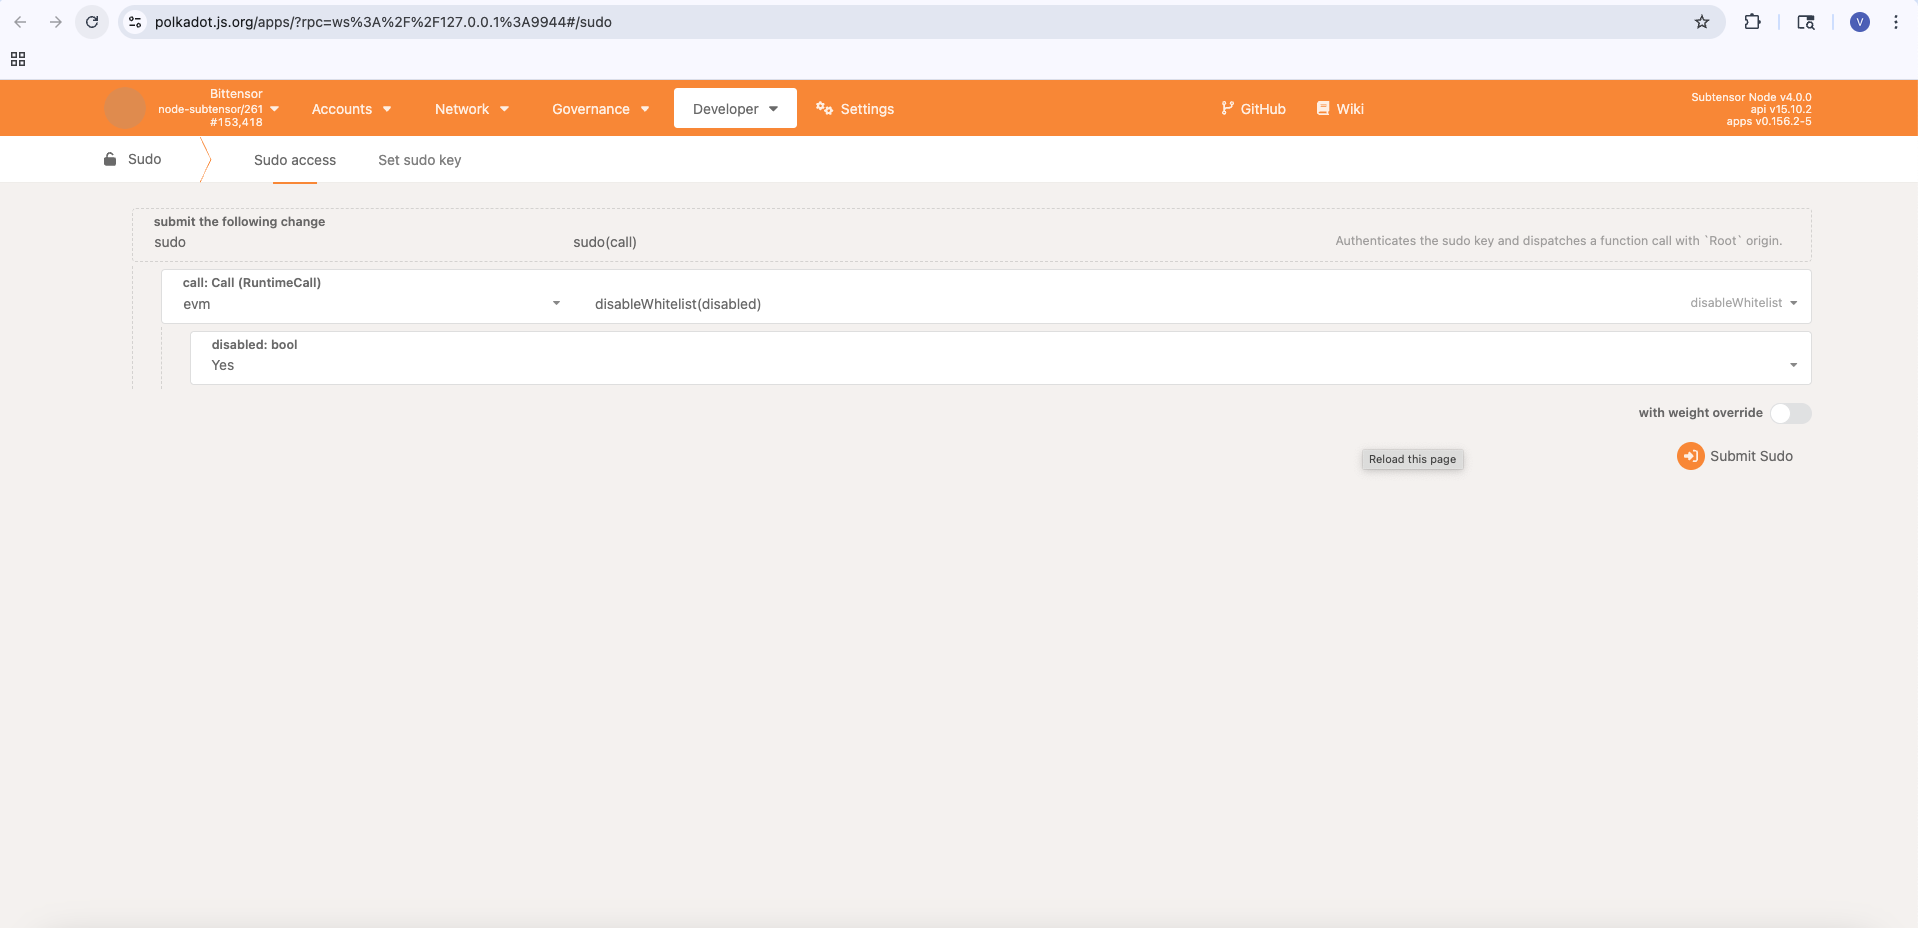 polkadot.js.org/apps/?rpc=ws%3A%2F%2F127.0.0.1%3A9944#/sudo
V
Bittensor
node-subtensor/261
#153,418
Accounts
Network
Governance
Developer
Settings
GitHub
Wiki
Subtensor Node v4.0.0
api v15.10.2
apps v0.156.2-5
Sudo
Sudo access
Set sudo key
submit the following change
sudo
sudo(call)
Authenticates the sudo key and dispatches a function call with `Root` origin.
call: Call (RuntimeCall)
evm
disableWhitelist(disabled)
disableWhitelist
disabled: bool
Yes
with weight override
Reload this page
Submit Sudo